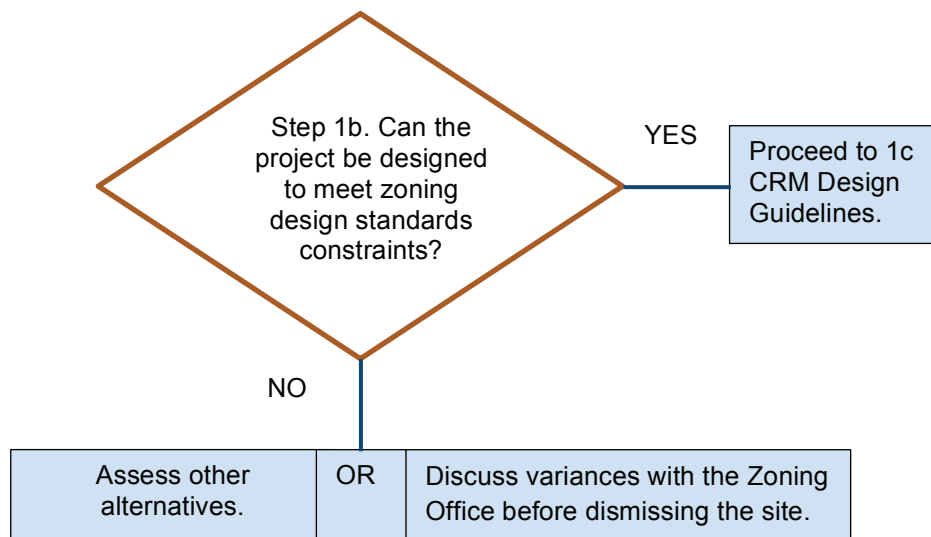 Step 1b. Can the
project be designed
to meet zoning
design standards
constraints?
YES
Proceed to 1c
CRM Design
Guidelines.
NO
Assess other
alternatives.
OR
Discuss variances with the Zoning
Office before dismissing the site.